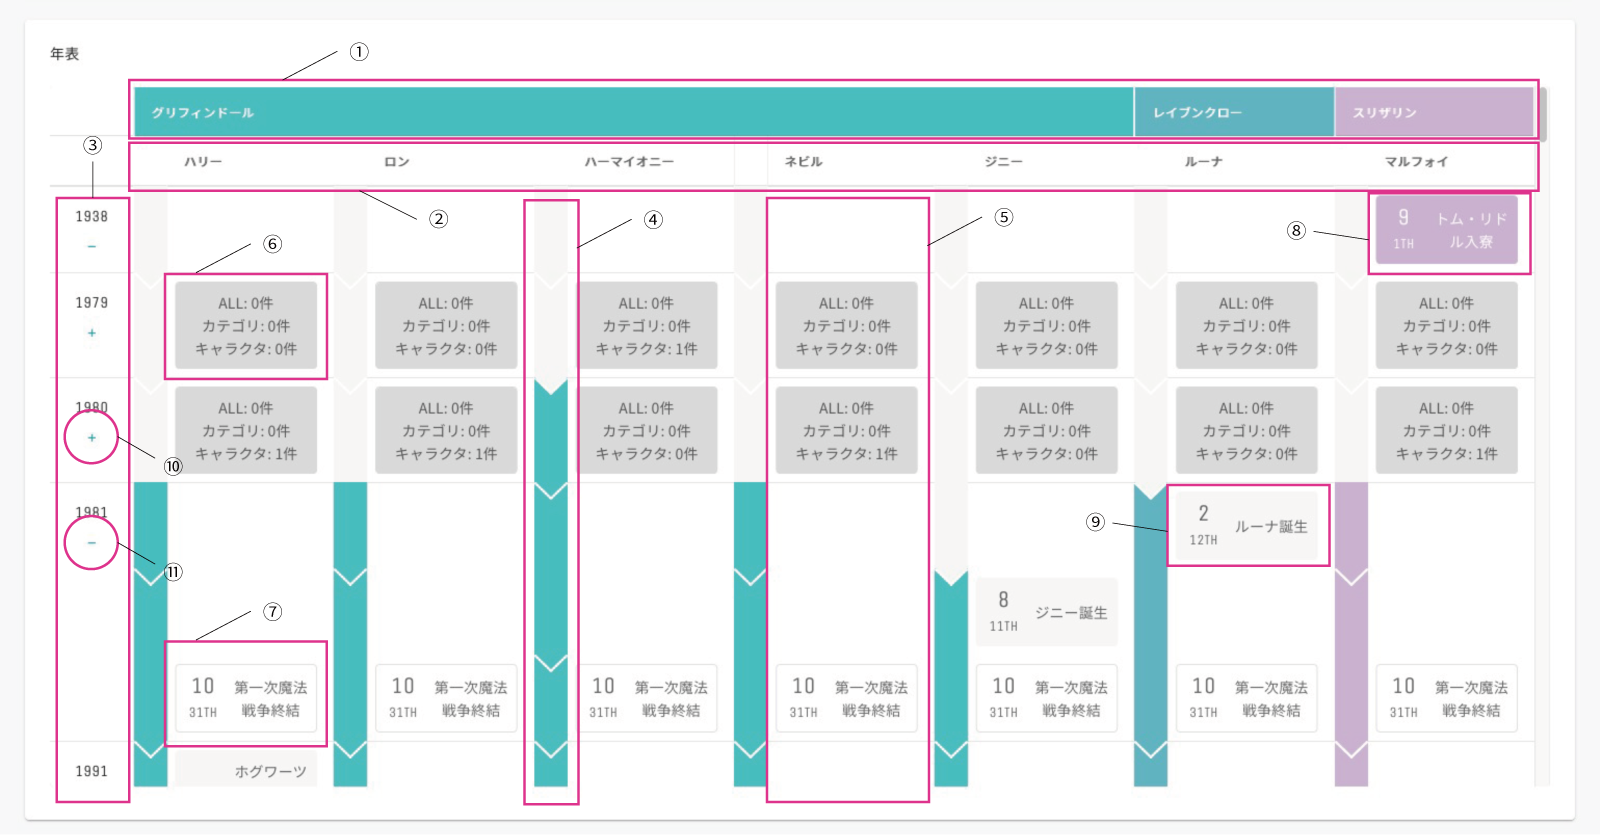 年表
①
グリフィンドール レイブンクロー スリザリン
③
ハリー ロン ハーマイオニー ネビル ジニー ルーナ マルフォイ
②
④
⑤
⑥
⑧
1938
−
9 トム・リド
1TH ル入寮
1979
+
ALL: 0件 ALL: 0件 ALL: 0件 ALL: 0件 ALL: 0件 ALL: 0件 ALL: 0件
カテゴリ: 0件 カテゴリ: 0件 カテゴリ: 0件 カテゴリ: 0件 カテゴリ: 0件 カテゴリ: 0件 カテゴリ: 0件
キャラクタ: 0件 キャラクタ: 0件 キャラクタ: 1件 キャラクタ: 0件 キャラクタ: 0件 キャラクタ: 0件 キャラクタ: 0件
1980
+
⑩
ALL: 0件 ALL: 0件 ALL: 0件 ALL: 0件 ALL: 0件 ALL: 0件 ALL: 0件
カテゴリ: 0件 カテゴリ: 0件 カテゴリ: 0件 カテゴリ: 0件 カテゴリ: 0件 カテゴリ: 0件 カテゴリ: 0件
キャラクタ: 1件 キャラクタ: 1件 キャラクタ: 0件 キャラクタ: 1件 キャラクタ: 0件 キャラクタ: 0件 キャラクタ: 1件
1981
−
⑪
⑨
2 ルーナ誕生
12TH
8 ジニー誕生
11TH
⑦
10 第一次魔法 10 第一次魔法 10 第一次魔法 10 第一次魔法 10 第一次魔法 10 第一次魔法 10 第一次魔法
31TH 戦争終結 31TH 戦争終結 31TH 戦争終結 31TH 戦争終結 31TH 戦争終結 31TH 戦争終結 31TH 戦争終結
1991 ホグワーツ